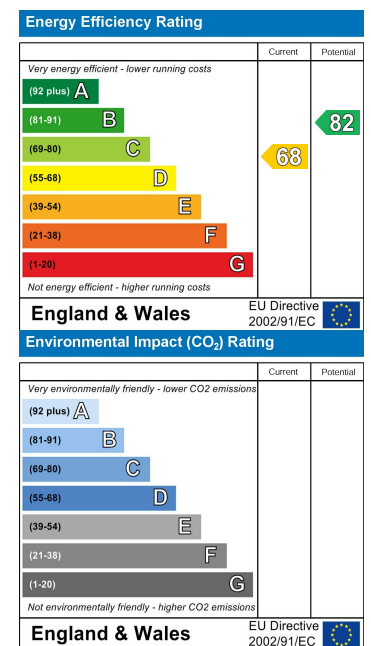 Energy Efficiency Rating
Current Potential
Very energy efficient - lower running costs
(92 plus) A
(81-91) B
82
(69-80) C
68
(55-68) D
(39-54) E
(21-38) F
(1-20) G
Not energy efficient - higher running costs
England & Wales
EU Directive
2002/91/EC
Environmental Impact (CO₂) Rating
Current Potential
Very environmentally friendly - lower CO2 emissions
(92 plus) A
(81-91) B
(69-80) C
(55-68) D
(39-54) E
(21-38) F
(1-20) G
Not environmentally friendly - higher CO2 emissions
England & Wales
EU Directive
2002/91/EC